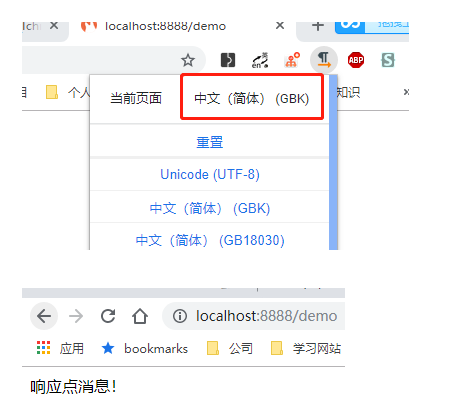 localhost:8888/demo
en
ABP
S
个人
知识
»
当前页面 中文（简体） (GBK)
重置
Unicode (UTF-8)
中文（简体） (GBK)
中文（简体） (GB18030)
localhost:8888/demo
应用 bookmarks 公司 学习网站
响应点消息！